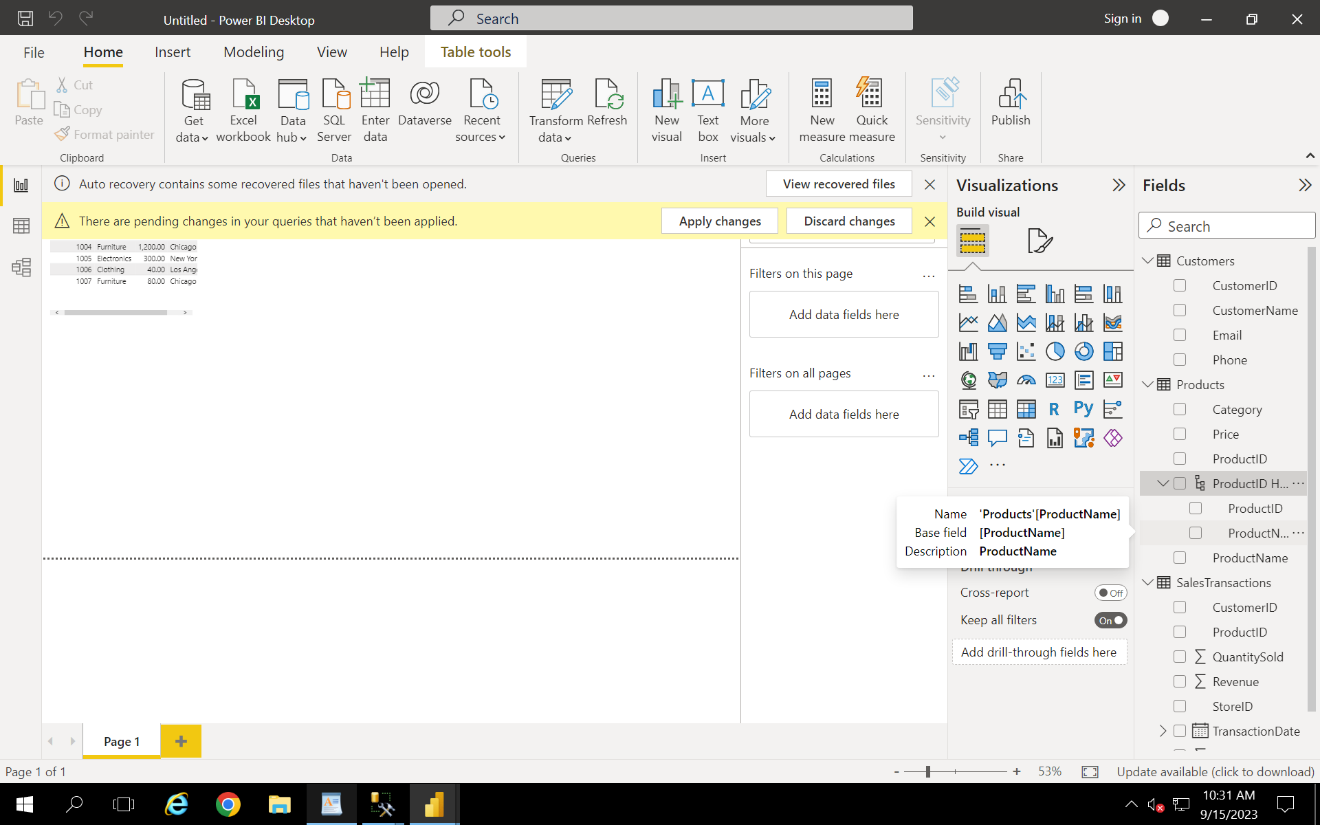 Untitled - Power BI Desktop
Search
Sign in
File
Home
Insert
Modeling
View
Help
Table tools
Paste
Cut
Copy
Format painter
Clipboard
Get data
Excel workbook
Data hub
SQL Server
Enter data
Dataverse
Recent sources
Data
Transform data
Refresh
Queries
New visual
Text box
More visuals
Insert
New measure
Quick measure
Calculations
Sensitivity
Sensitivity
Publish
Share
Auto recovery contains some recovered files that haven't been opened.
View recovered files
There are pending changes in your queries that haven't been applied.
Apply changes
Discard changes
1004 Furniture 1,200.00 Chicago
1005 Electronics 300.00 New Yor
1006 Clothing 40.00 Los Ang
1007 Furniture 80.00 Chicago
Filters on this page
...
Add data fields here
Filters on all pages
...
Add data fields here
Visualizations
Build visual
123
R
Py
...
Name 'Products'[ProductName]
Base field [ProductName]
Description ProductName
Drill through
Cross-report
Off
Keep all filters
On
Add drill-through fields here
Fields
Search
Customers
CustomerID
CustomerName
Email
Phone
Products
Category
Price
ProductID
ProductID H... ...
ProductID
ProductN... ...
ProductName
SalesTransactions
CustomerID
ProductID
QuantitySold
Revenue
StoreID
TransactionDate
Page 1
Page 1 of 1
- + 53%
Update available (click to download)
10:31 AM
9/15/2023